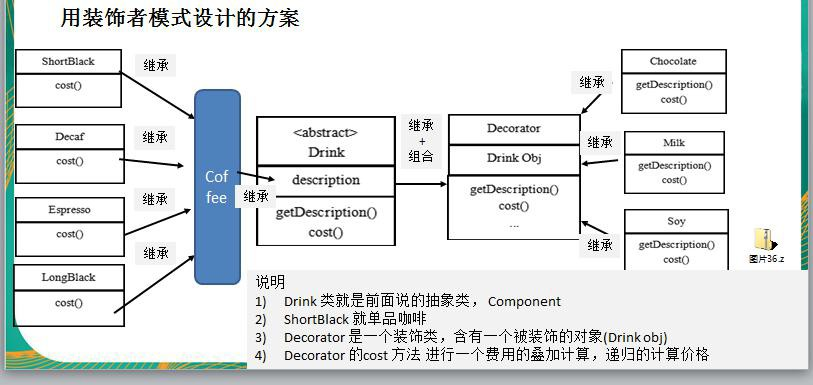 用装饰者模式设计的方案
ShortBlack
cost()
继承
Decaf
cost()
继承
Espresso
cost()
继承
LongBlack
cost()
继承
Cof
fee
继承
<abstract>
Drink
description
getDescription()
cost()
继承
+
组合
Decorator
Drink Obj
getDescription()
cost()
...
继承
Chocolate
getDescription()
cost()
继承
Milk
getDescription()
cost()
继承
Soy
getDescription()
cost()
图片36.z
说明
1) Drink 类就是前面说的抽象类， Component
2) ShortBlack 就单品咖啡
3) Decorator 是一个装饰类，含有一个被装饰的对象(Drink obj)
4) Decorator 的cost 方法 进行一个费用的叠加计算，递归的计算价格